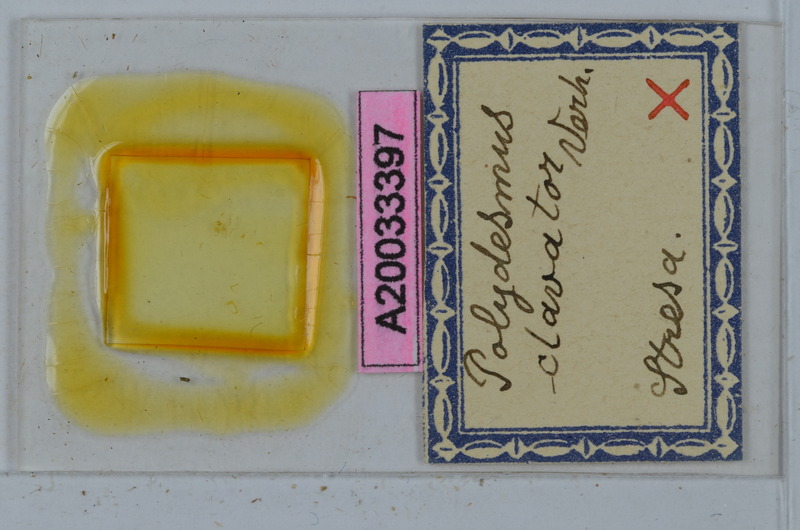 A20033397
Polydesmus
clavator Verh.
Stresa.
X